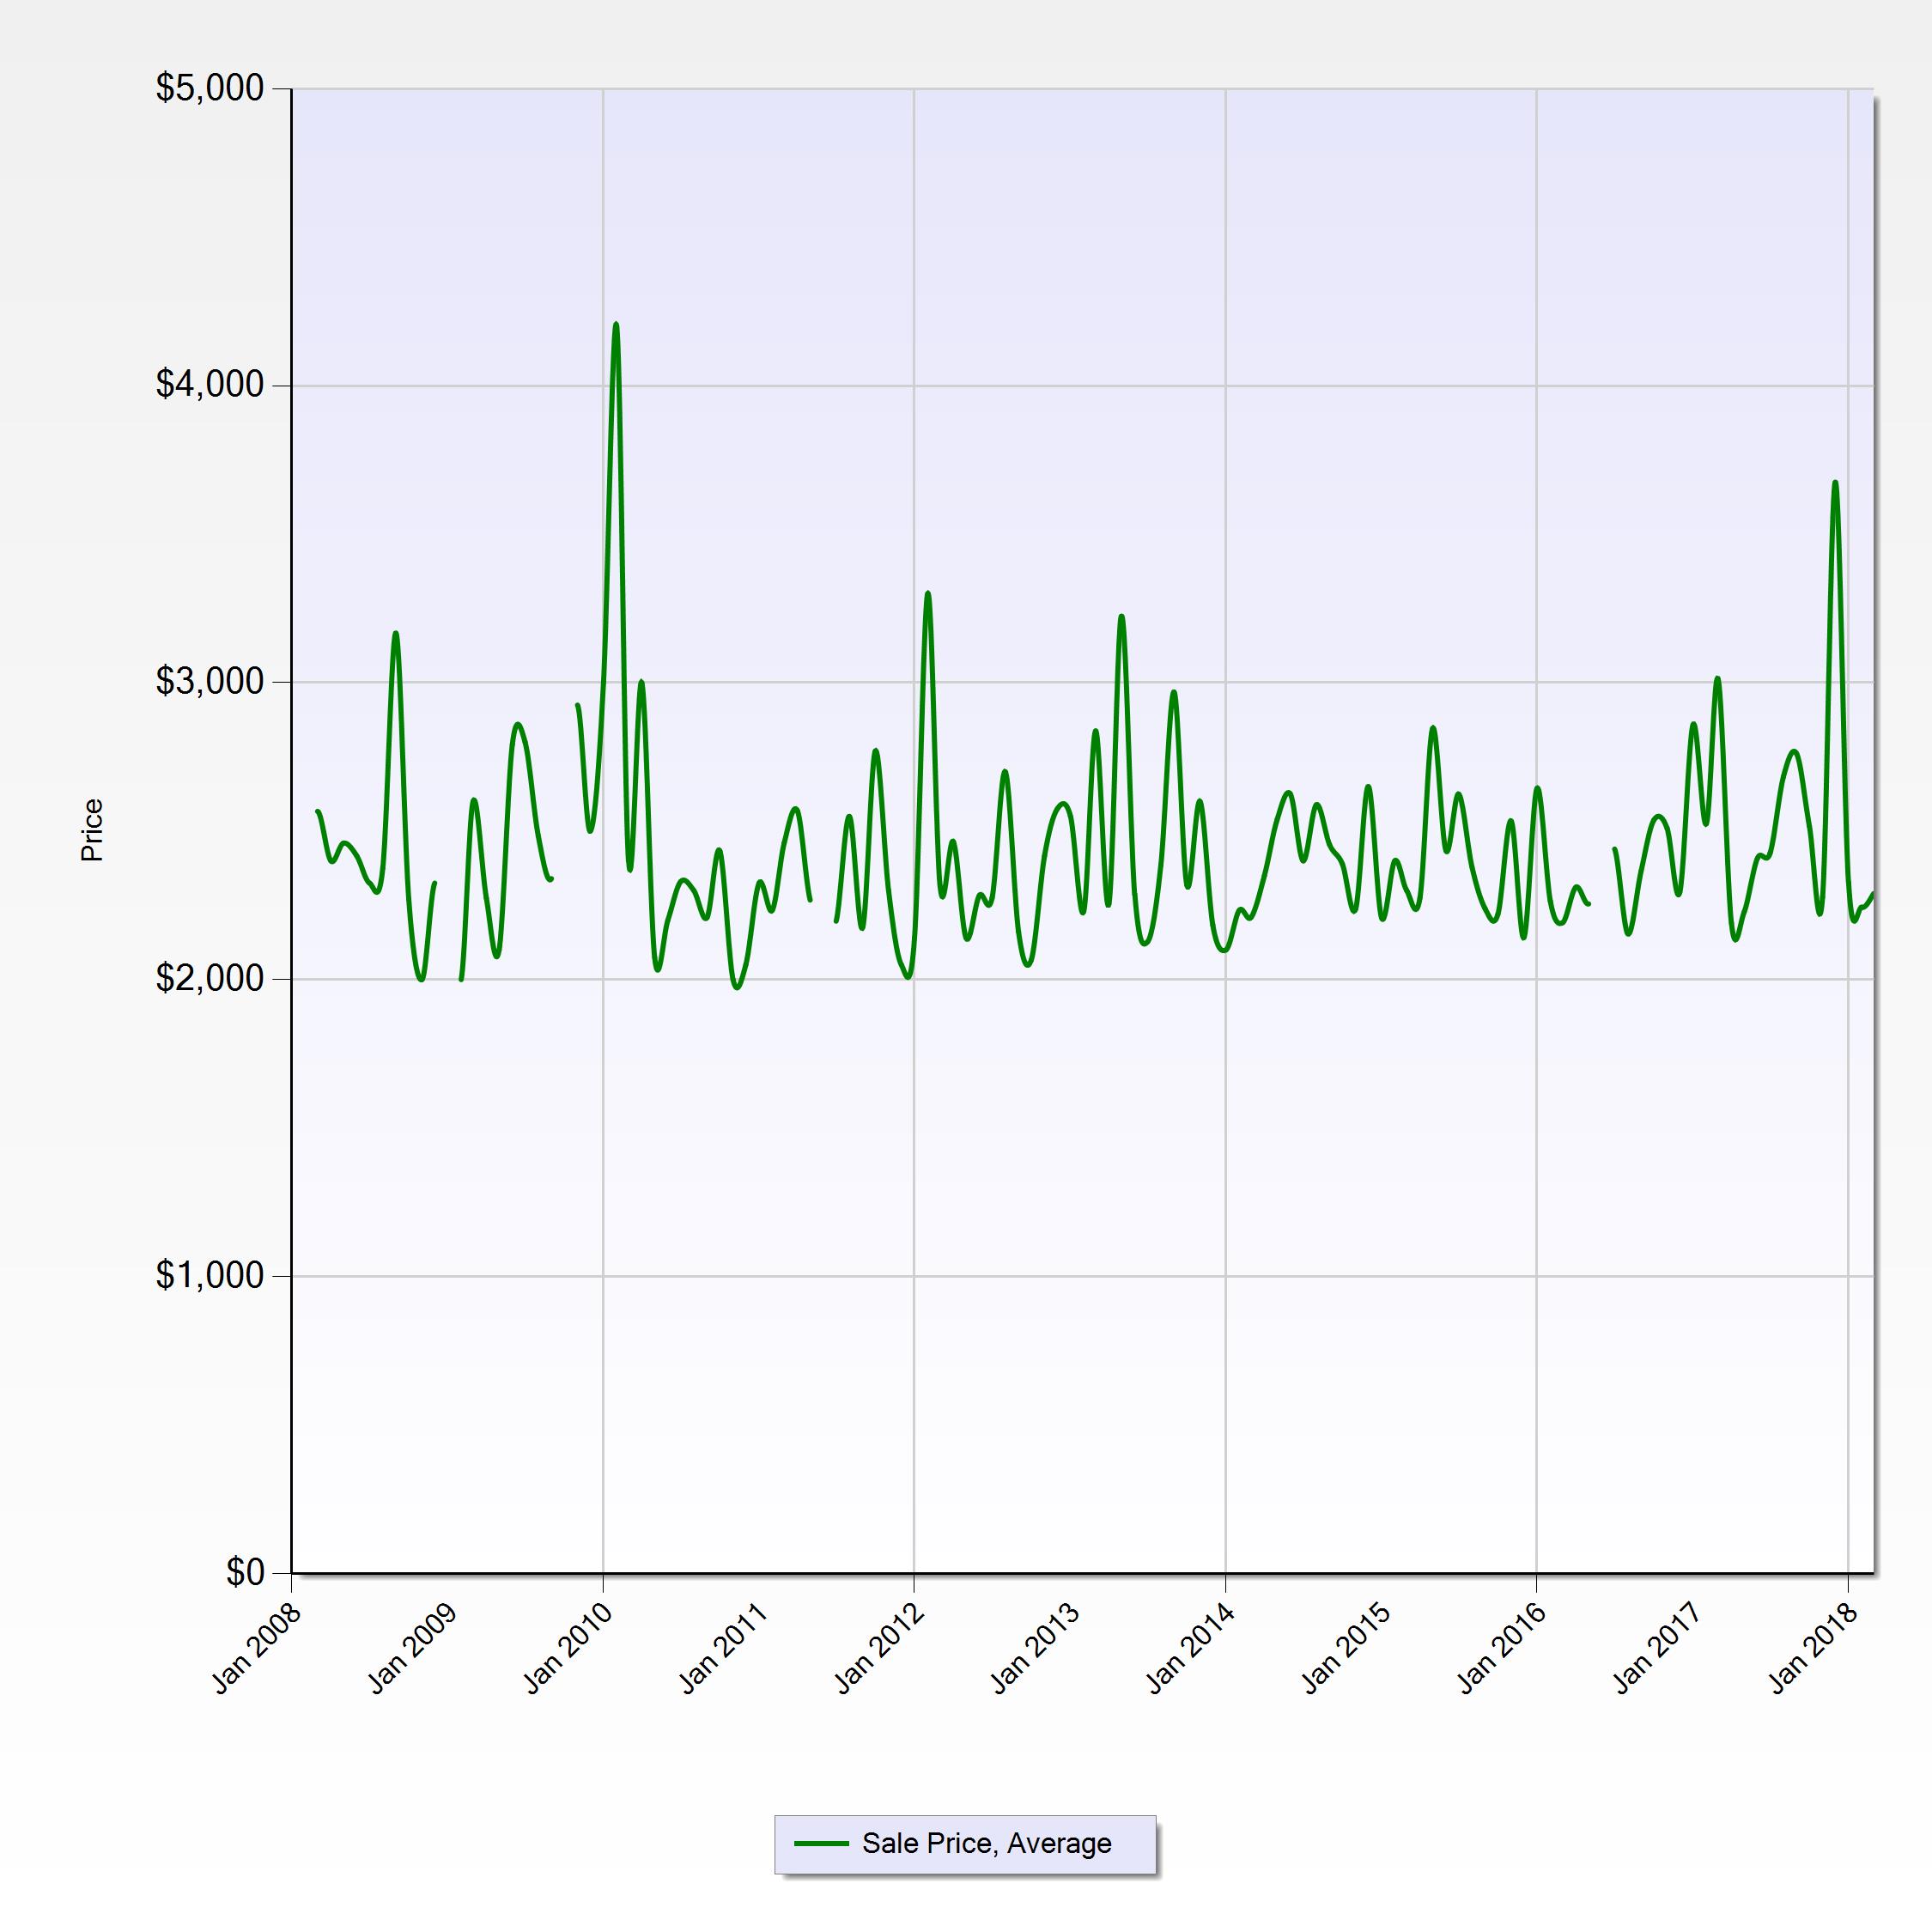 $5,000
$4,000
$3,000
$2,000
$1,000
$0
Price
Jan 2008
Jan 2009
Jan 2010
Jan 2011
Jan 2012
Jan 2013
Jan 2014
Jan 2015
Jan 2016
Jan 2017
Jan 2018
Sale Price, Average